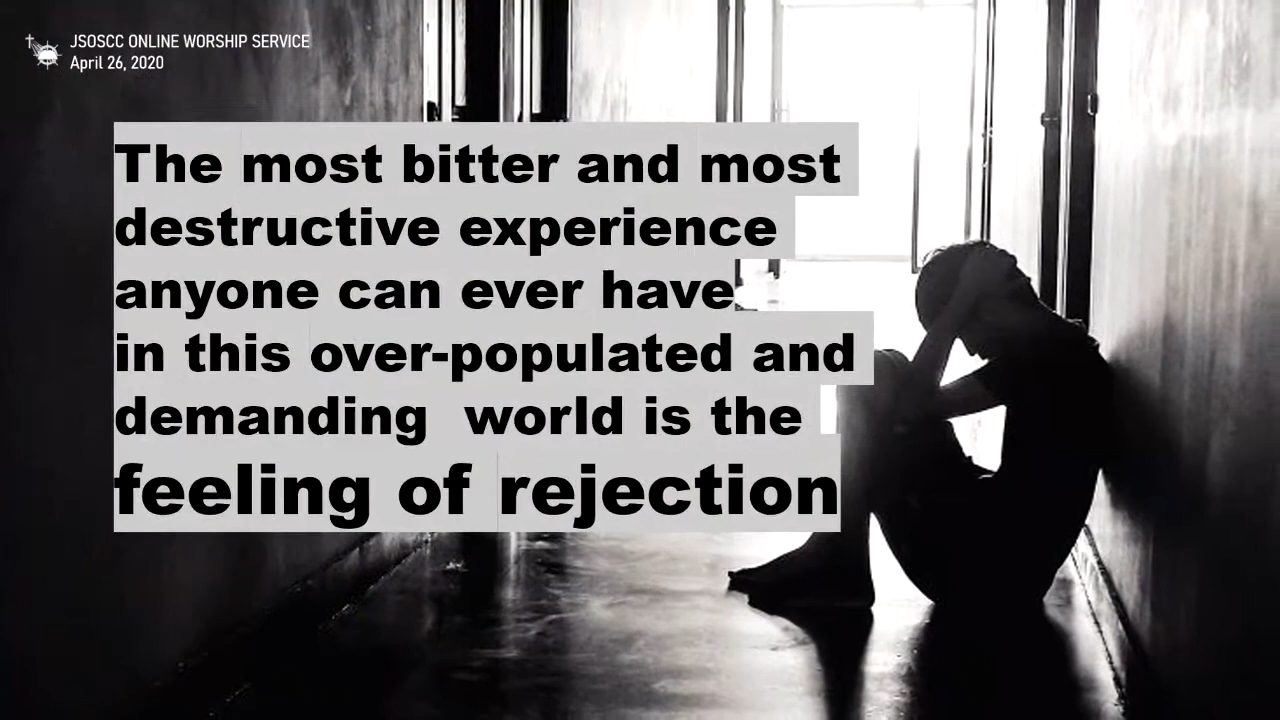 JSOSCC ONLINE WORSHIP SERVICE
April 26, 2020
The most bitter and most
destructive experience
anyone can ever have
in this over-populated and
demanding  world is the
feeling of rejection